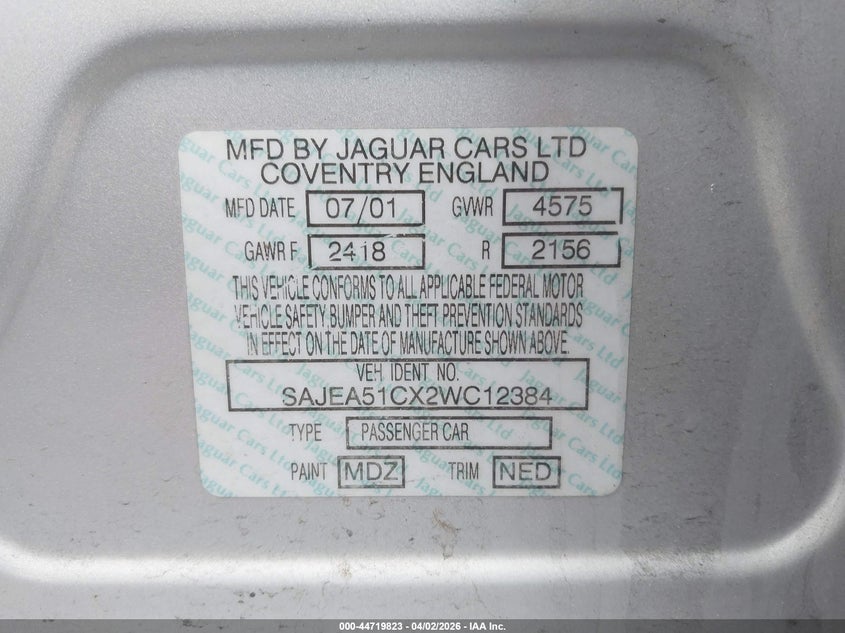 MFD BY JAGUAR CARS LTD
COVENTRY ENGLAND
MFD DATE 07/01 GVWR 4575
GAWR F 2418 R 2156
THIS VEHICLE CONFORMS TO ALL APPLICABLE FEDERAL MOTOR
VEHICLE SAFETY BUMPER AND THEFT PREVENTION STANDARDS
IN EFFECT ON THE DATE OF MANUFACTURE SHOWN ABOVE.
VEH. IDENT NO.
SAJEA51CX2WC12384
TYPE PASSENGER CAR
PAINT MDZ TRIM NED
000-44719823 - 04/02/2026 - IAA Inc.